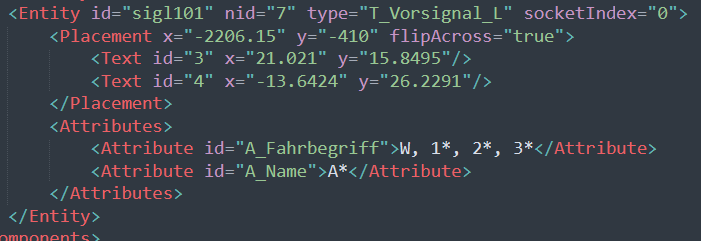 <Entity id="sigl101" nid="7" type="T_Vorsignal_L" socketIndex="0">
<Placement x="-2206.15" y="-410" flipAcross="true">
<Text id="3" x="21.021" y="15.8495"/>
<Text id="4" x="-13.6424" y="26.2291"/>
</Placement>
<Attributes>
<Attribute id="A_Fahrbegriff">W, 1*, 2*, 3*</Attribute>
<Attribute id="A_Name">A*</Attribute>
</Attributes>
</Entity>
omponents>